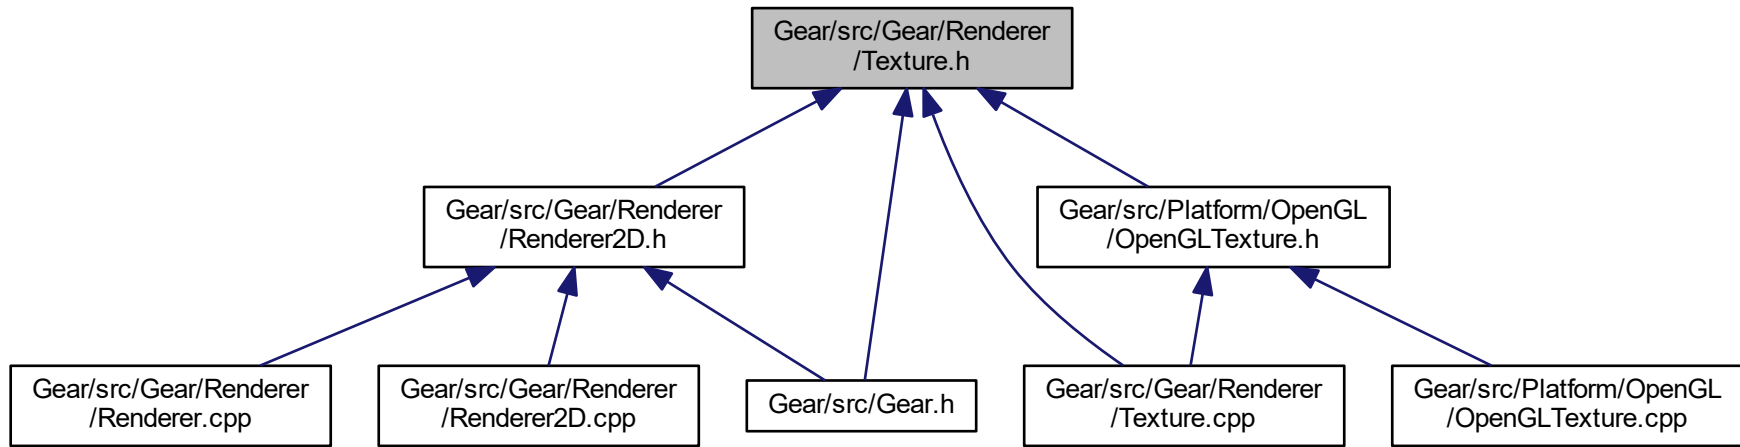 Gear/src/Gear/Renderer
/Texture.h
Gear/src/Gear/Renderer
/Renderer2D.h
Gear/src/Platform/OpenGL
/OpenGLTexture.h
Gear/src/Gear/Renderer
/Renderer.cpp
Gear/src/Gear/Renderer
/Renderer2D.cpp
Gear/src/Gear.h
Gear/src/Gear/Renderer
/Texture.cpp
Gear/src/Platform/OpenGL
/OpenGLTexture.cpp